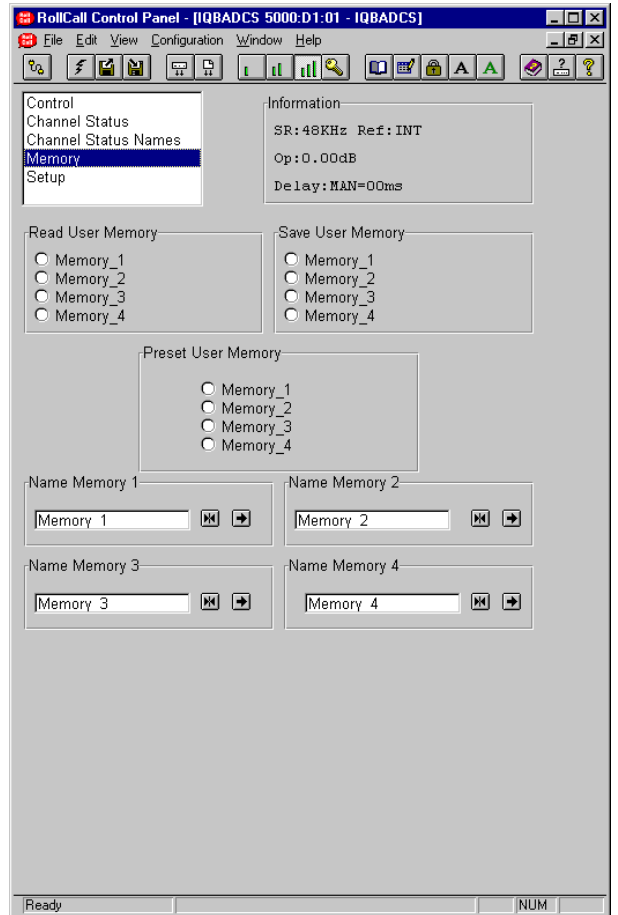 RollCall Control Panel - [IQBADCS 5000:D1:01 - IQBADCS]
File Edit View Configuration Window Help
A A
Control
Channel Status
Channel Status Names
Memory
Setup
Information
SR:48KHz Ref:INT
Op:0.00dB
Delay:MAN=00ms
Read User Memory
Memory_1
Memory_2
Memory_3
Memory_4
Save User Memory
Memory_1
Memory_2
Memory_3
Memory_4
Preset User Memory
Memory_1
Memory_2
Memory_3
Memory_4
Name Memory 1
Memory 1
Name Memory 2
Memory 2
Name Memory 3
Memory 3
Name Memory 4
Memory 4
Ready NUM